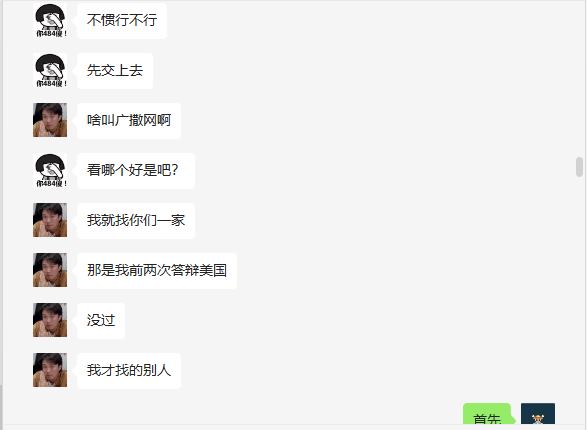 不惯行不行
你484傻！
先交上去
你484傻！
啥叫广撒网啊
看哪个好是吧？
你484傻！
我就找你们一家
那是我前两次答辩美国
没过
我才找的别人
首先